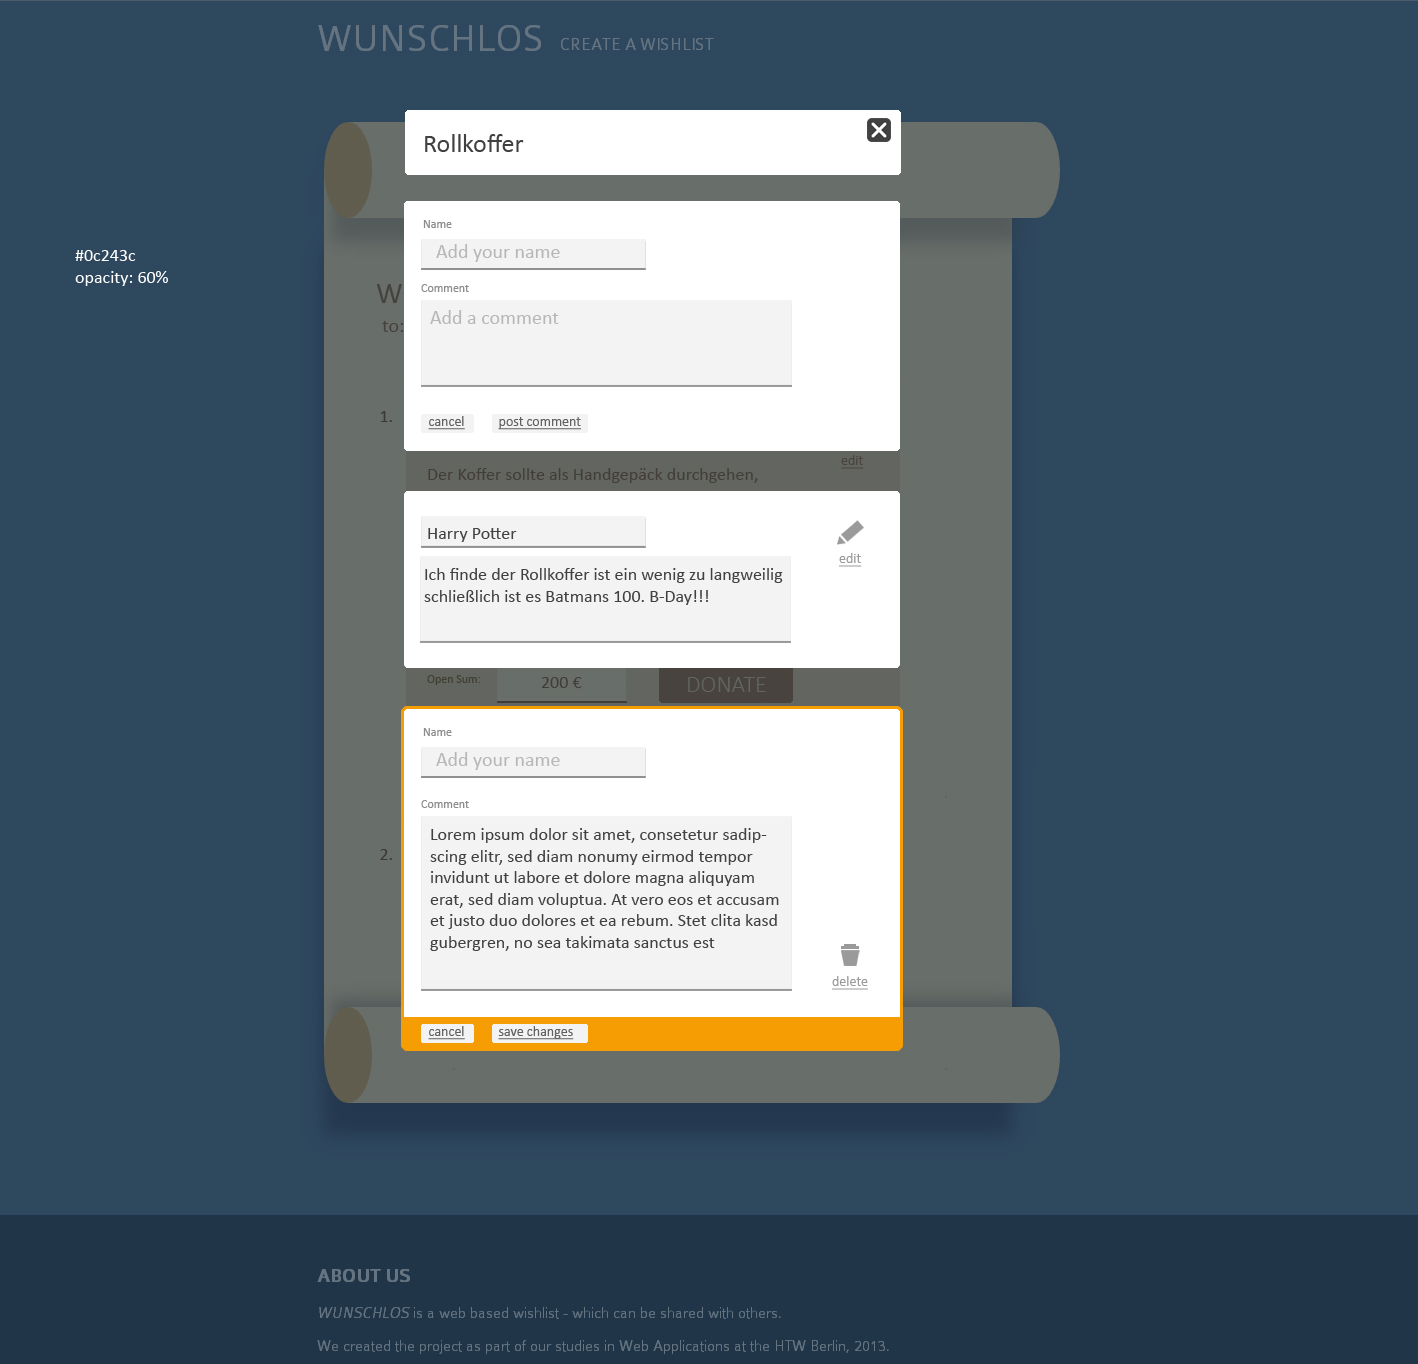 WUNSCHLOS CREATE A WISHLIST
Rollkoffer
#0c243c
opacity: 60%
Name
Add your name
W
to:
Comment
Add a comment
1.
cancel post comment
edit
Der Koffer sollte als Handgepäck durchgehen,
Harry Potter
edit
Ich finde der Rollkoffer ist ein wenig zu langweilig
schließlich ist es Batmans 100. B-Day!!!
Open Sum: 200 € DONATE
Name
Add your name
Comment
Lorem ipsum dolor sit amet, consetetur sadip-
2.
scing elitr, sed diam nonumy eirmod tempor
invidunt ut labore et dolore magna aliquyam
erat, sed diam voluptua. At vero eos et accusam
et justo duo dolores et ea rebum. Stet clita kasd
gubergren, no sea takimata sanctus est
delete
cancel save changes
ABOUT US
WUNSCHLOS is a web based wishlist - which can be shared with others.
We created the project as part of our studies in Web Applications at the HTW Berlin, 2013.